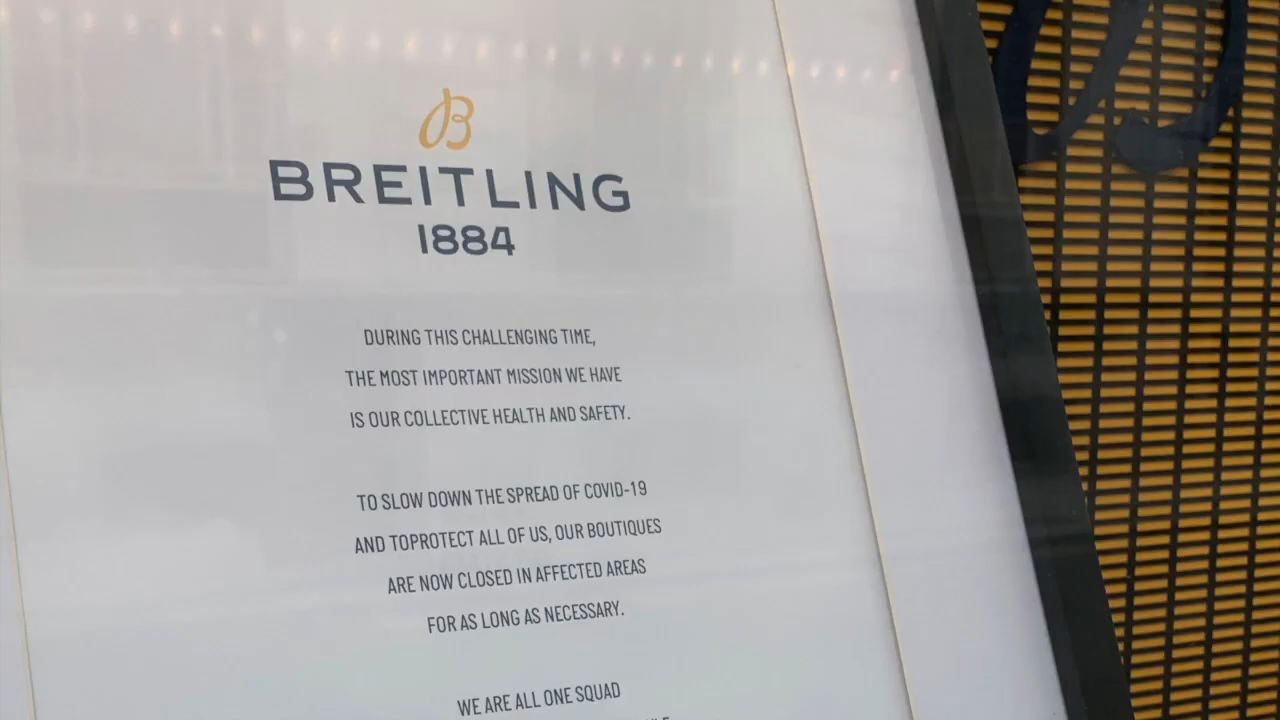 B
BREITLING
1884
DURING THIS CHALLENGING TIME,
THE MOST IMPORTANT MISSION WE HAVE
IS OUR COLLECTIVE HEALTH AND SAFETY.
TO SLOW DOWN THE SPREAD OF COVID-19
AND TOPROTECT ALL OF US, OUR BOUTIQUES
ARE NOW CLOSED IN AFFECTED AREAS
FOR AS LONG AS NECESSARY.
WE ARE ALL ONE SQUAD